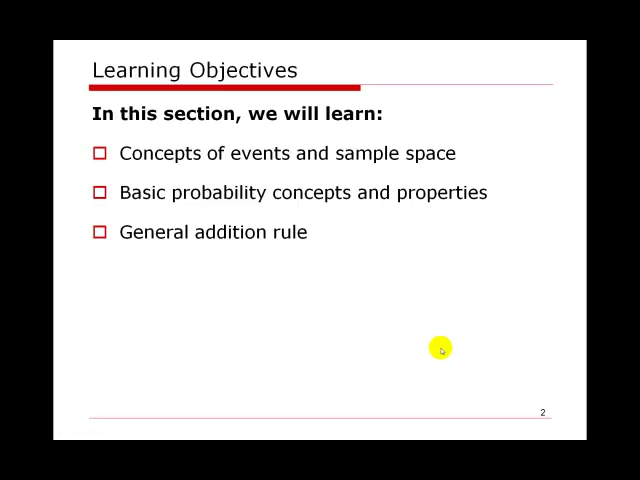 Learning Objectives
In this section, we will learn:
Concepts of events and sample space
Basic probability concepts and properties
General addition rule
2